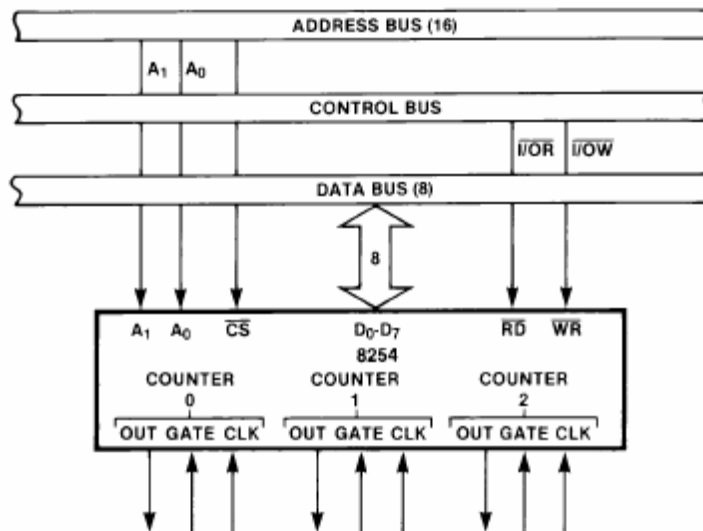 ADDRESS BUS (16)
A₁ A₀
CONTROL BUS
I/OR I/OW
DATA BUS (8)
8
A₁ A₀ CS D₀-D₇ RD WR
8254
COUNTER COUNTER COUNTER
0 1 2
OUT GATE CLK OUT GATE CLK OUT GATE CLK